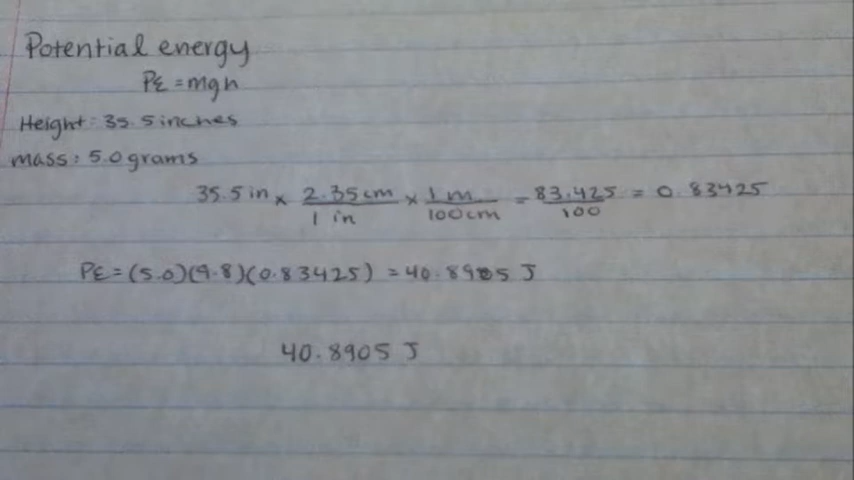 Potential energy
PE = mgh
Height: 35.5 inches
mass: 5.0 grams
35.5 in × 2.35 cm / 1 in × 1 m / 100 cm = 83.425 / 100 = 0.83425
PE = (5.0)(9.8)(0.83425) = 40.8905 J
40.8905 J